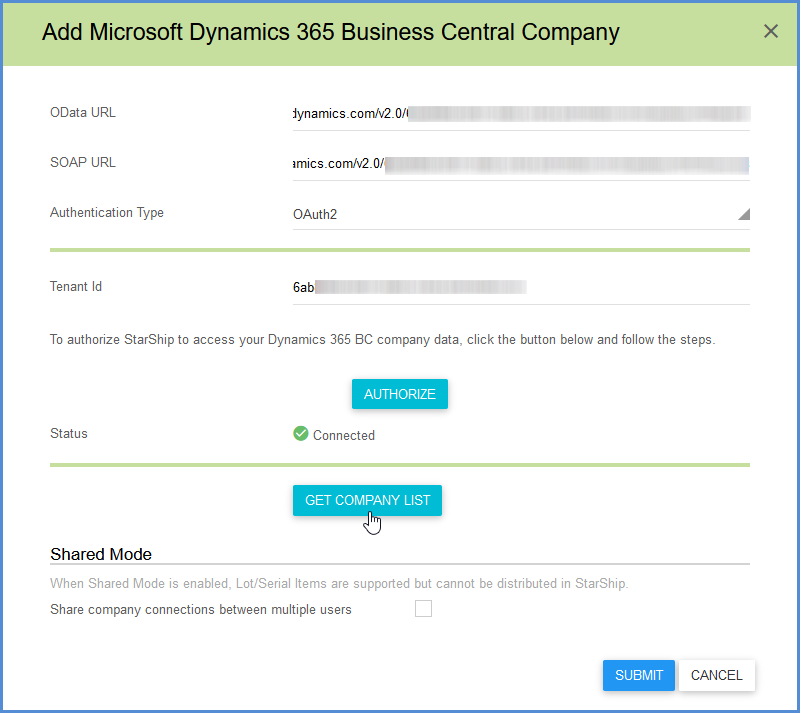 Add Microsoft Dynamics 365 Business Central Company
OData URL
dynamics.com/v2.0/
SOAP URL
amics.com/v2.0/
Authentication Type
OAuth2
Tenant Id
6ab
To authorize StarShip to access your Dynamics 365 BC company data, click the button below and follow the steps.
AUTHORIZE
Status
Connected
GET COMPANY LIST
Shared Mode
When Shared Mode is enabled, Lot/Serial Items are supported but cannot be distributed in StarShip.
Share company connections between multiple users
SUBMIT
CANCEL